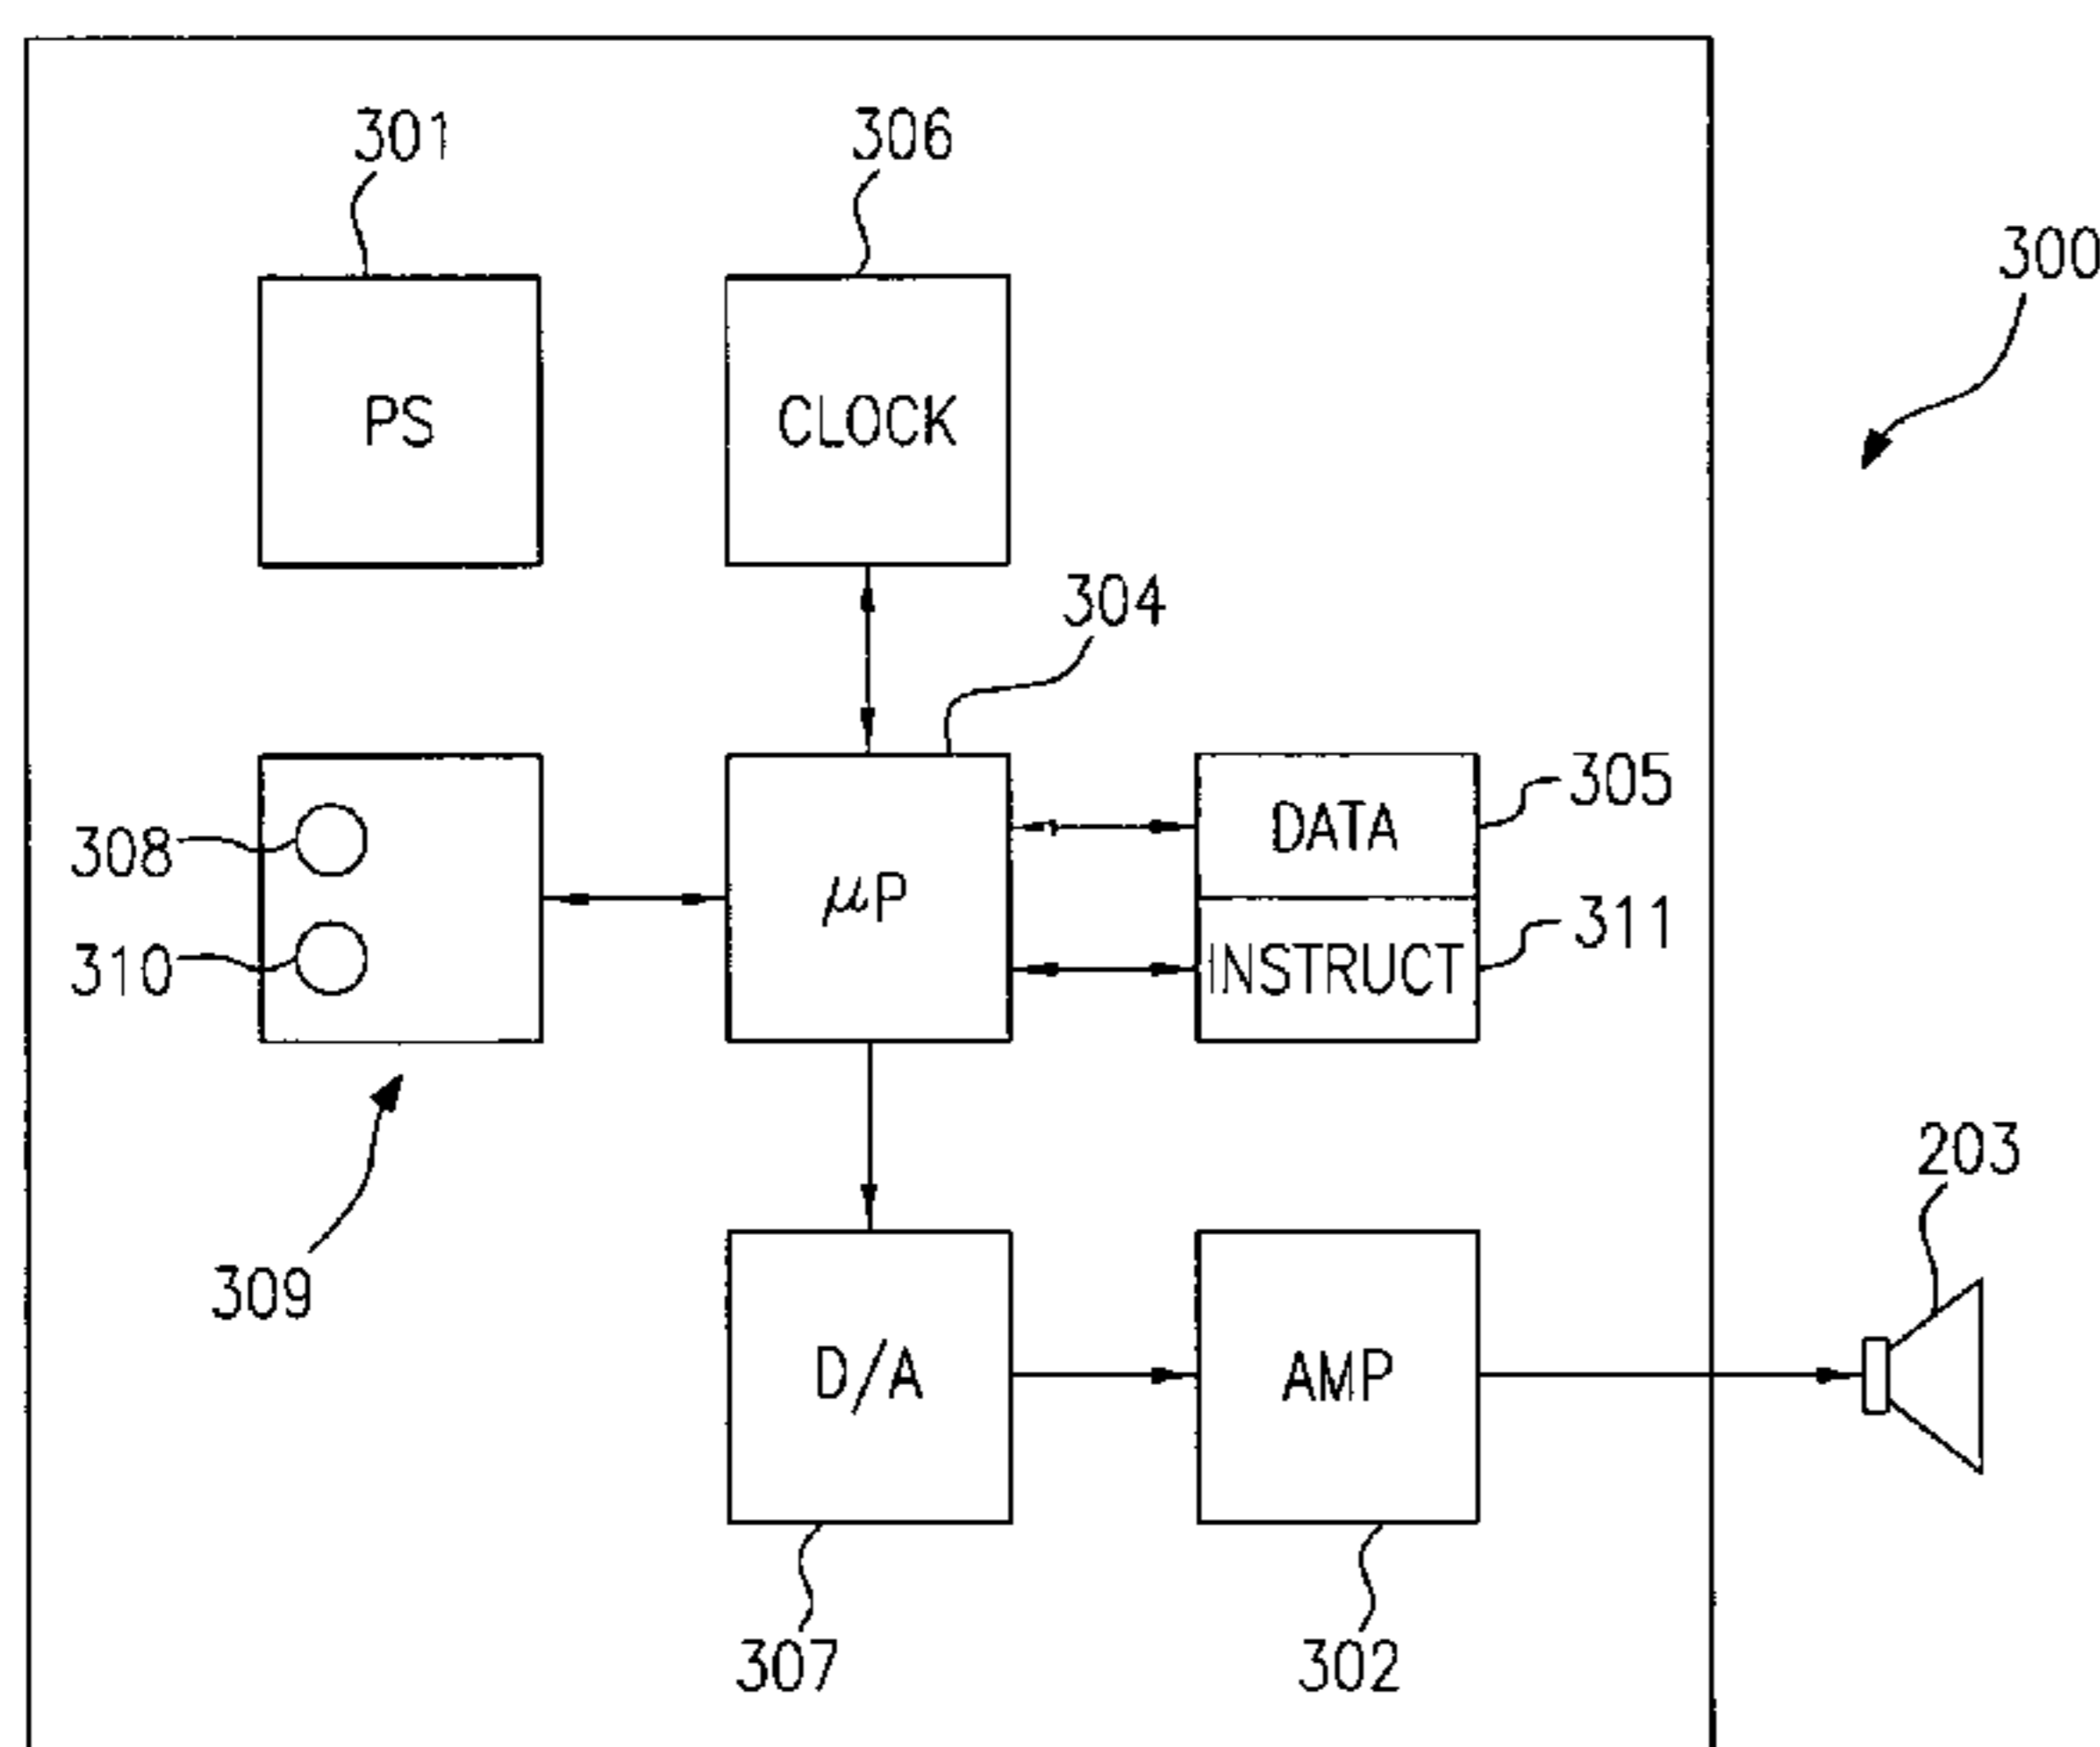 301
306
300
PS
CLOCK
304
305
DATA
308
μP
311
310
INSTRUCT
203
309
D/A
AMP
307
302